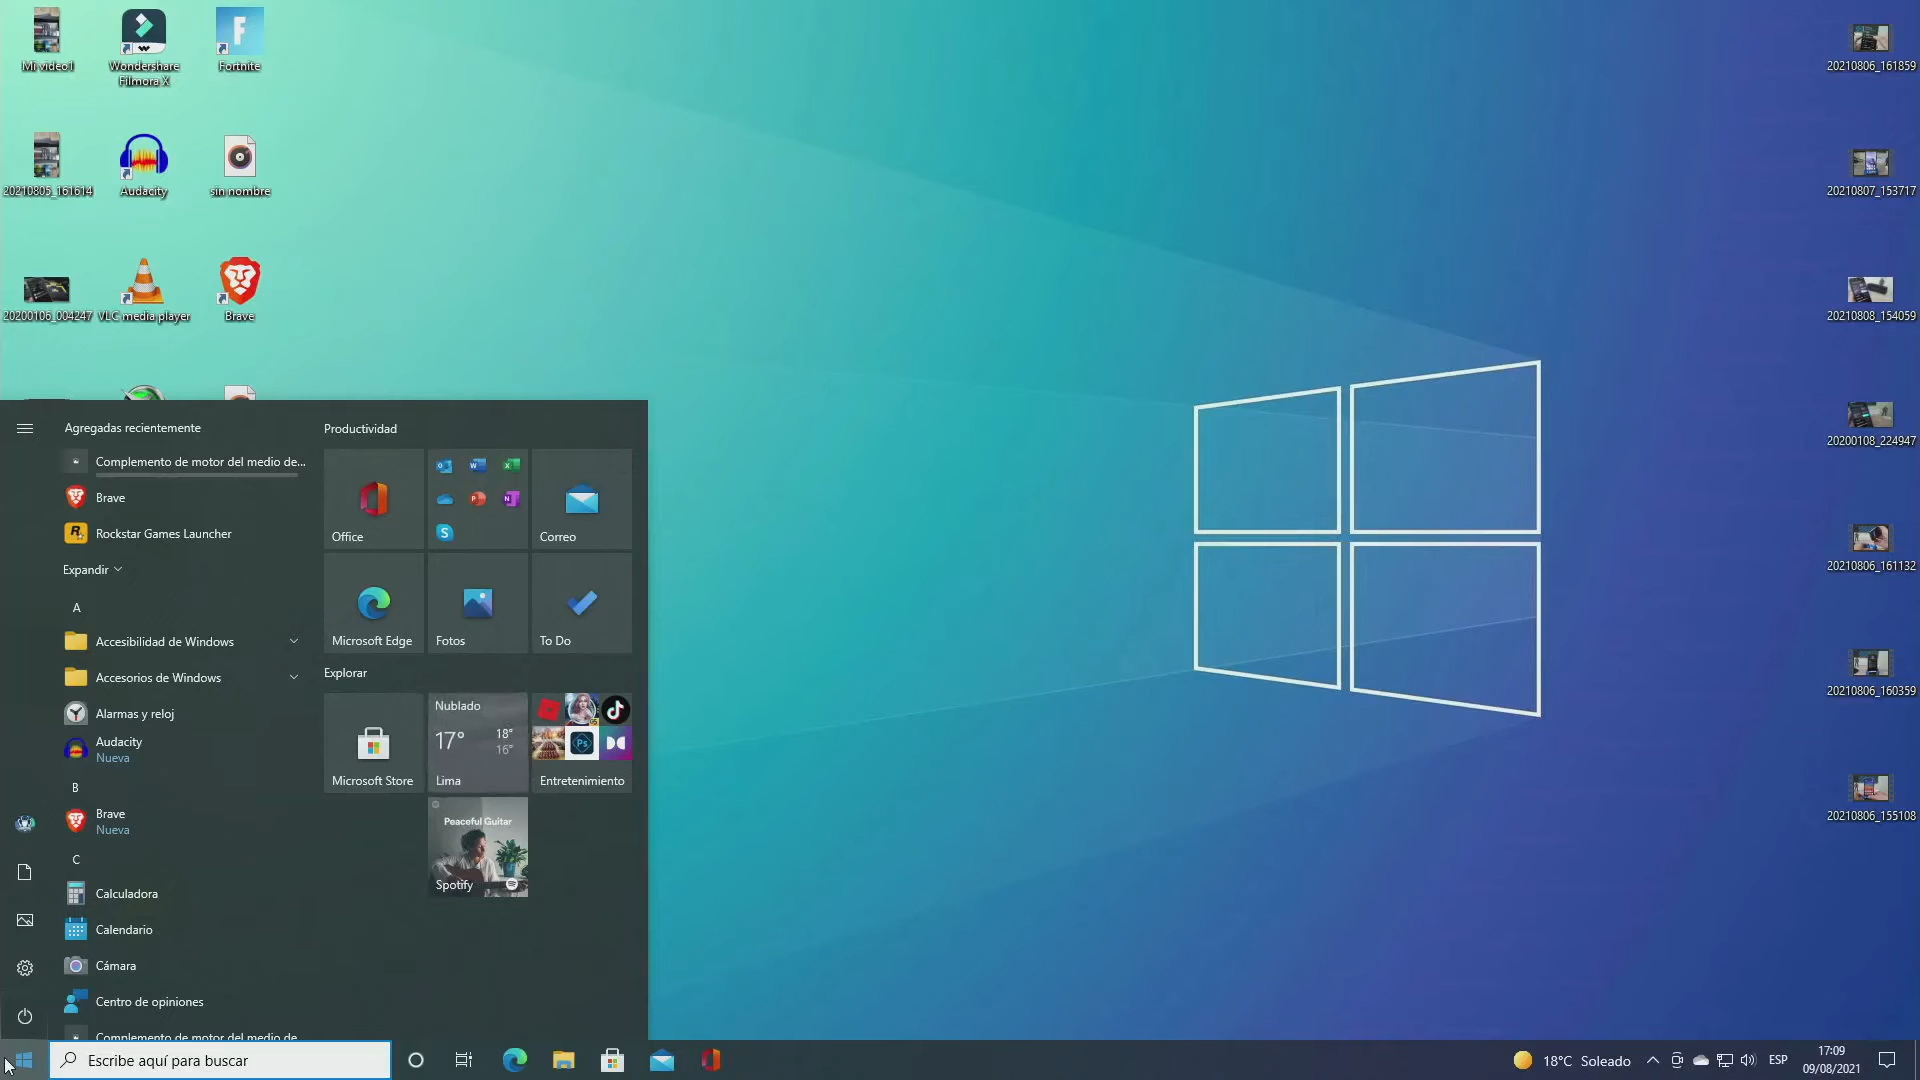 Mi video1
Wondershare
Filmora X
Fortnite
20210805_161614
Audacity
sin nombre
20200106_004247
VLC media player
Brave
20210806_161859
20210807_153717
20210808_154059
20200108_224947
20210806_161132
20210806_160359
20210806_155108
Agregadas recientemente
Complemento de motor del medio de...
Brave
Rockstar Games Launcher
Expandir
A
Accesibilidad de Windows
Accesorios de Windows
Alarmas y reloj
Audacity
Nueva
B
Brave
Nueva
C
Calculadora
Calendario
Cámara
Centro de opiniones
Complemento de motor del medio de
Productividad
Office
Correo
Microsoft Edge
Fotos
To Do
Explorar
Microsoft Store
Nublado
17° 18°
16°
Lima
Ps
Entretenimiento
Peaceful Guitar
Spotify
Escribe aquí para buscar
18°C Soleado
ESP
17:09
09/08/2021